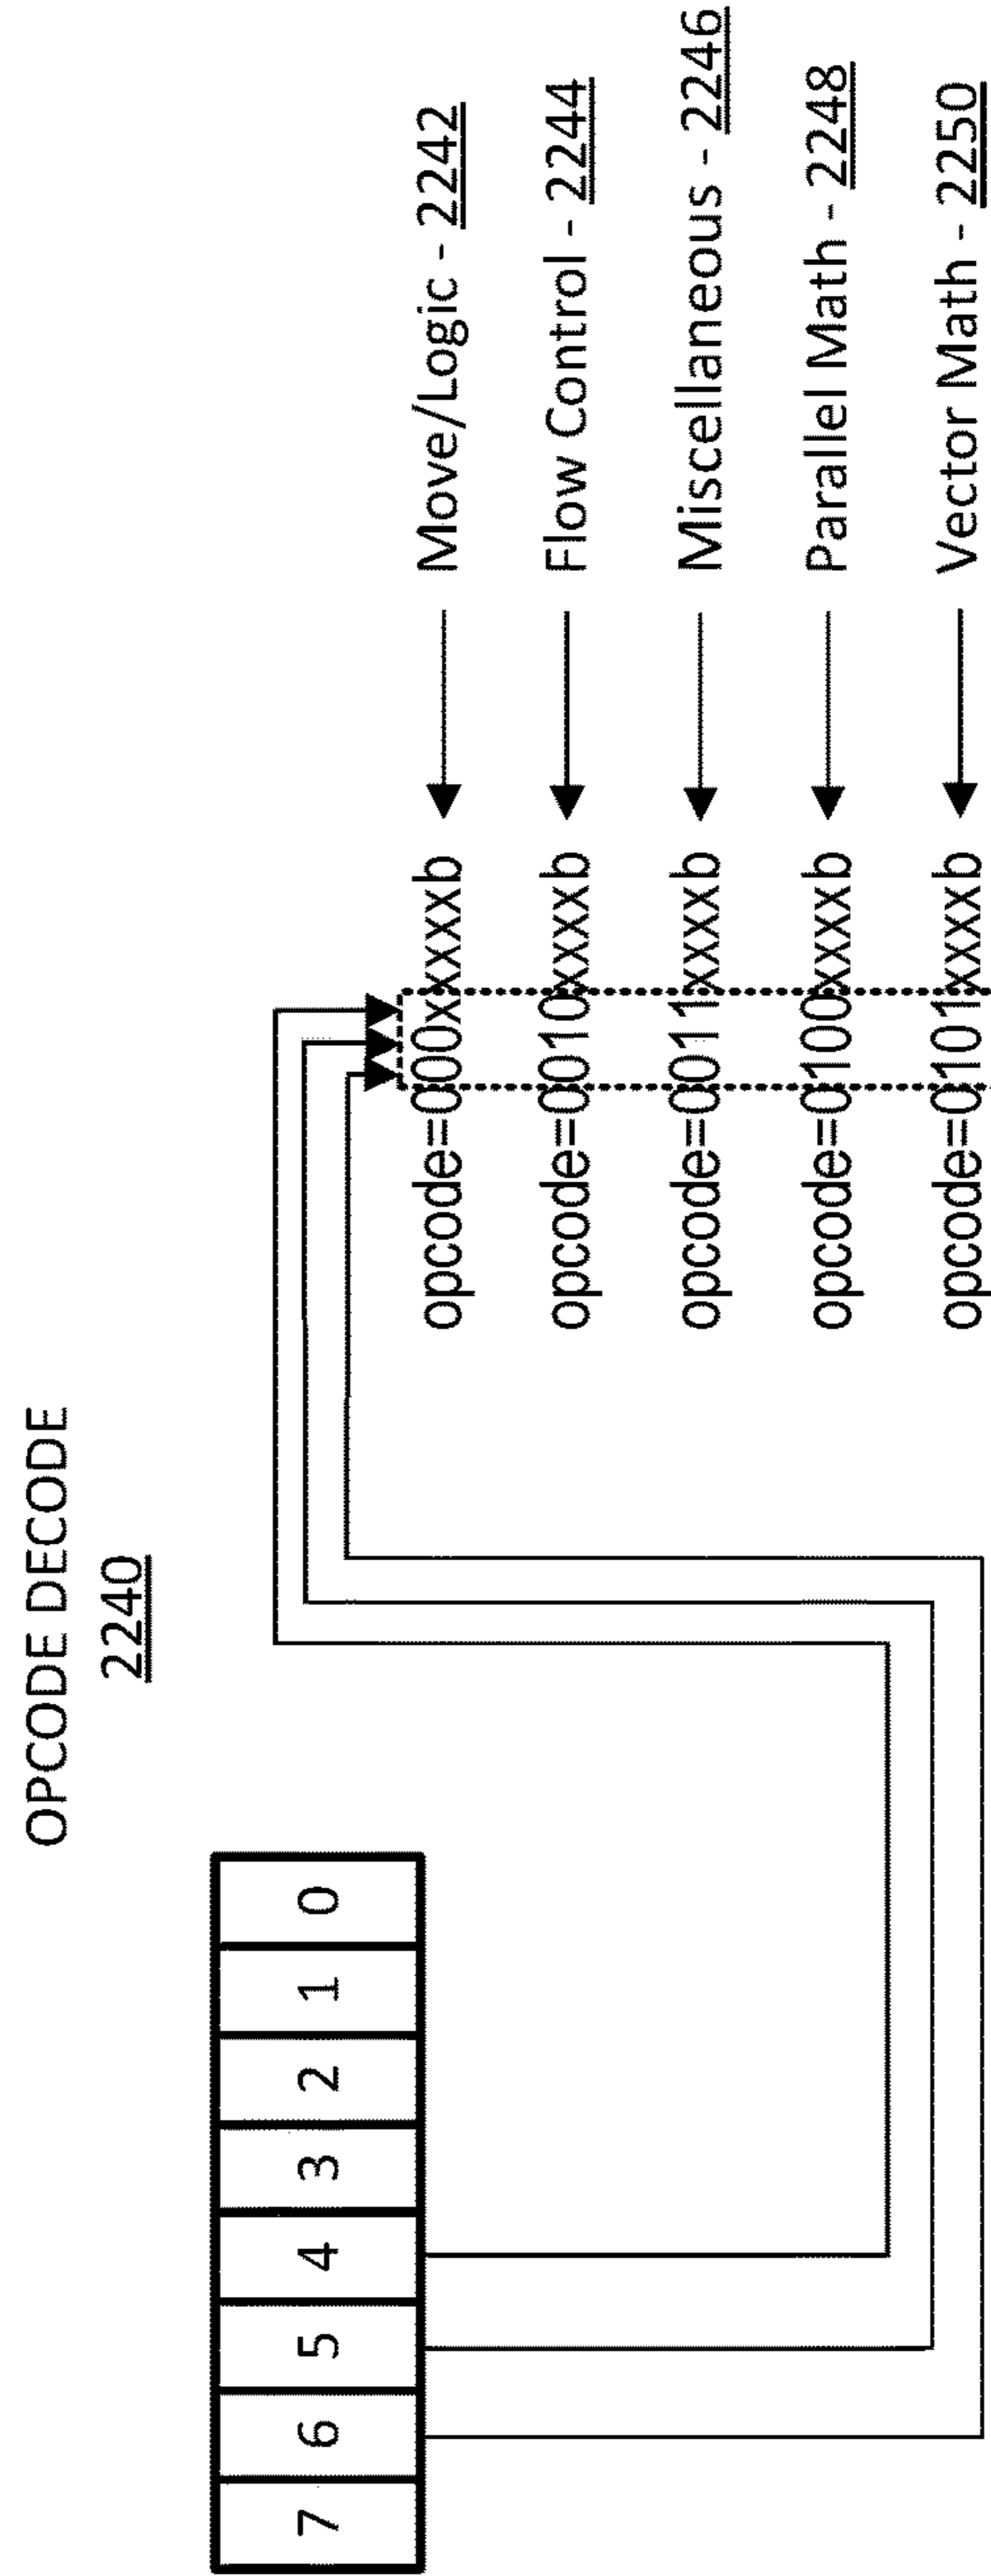 OPCODE DECODE
2240
7 6 5 4 3 2 1 0
opcode=000xxxxxb Move/Logic - 2242
opcode=0010xxxxb Flow Control - 2244
opcode=0011xxxxb Miscellaneous - 2246
opcode=0100xxxxb Parallel Math - 2248
opcode=0101xxxxb Vector Math - 2250